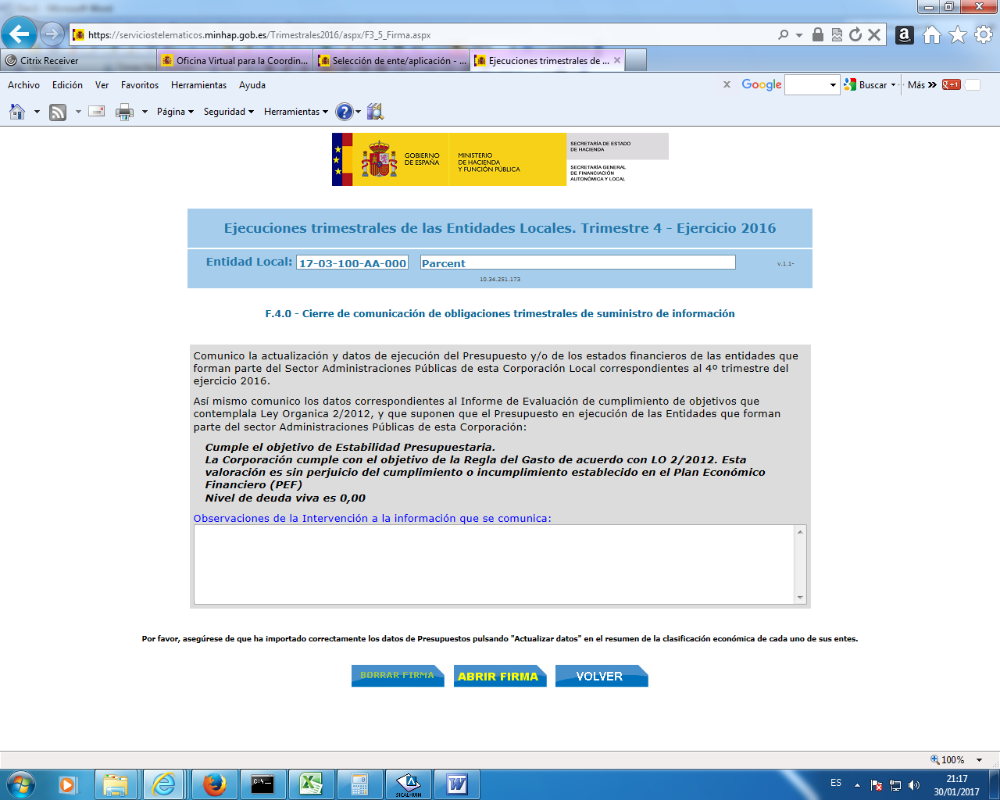 https://serviciostelematicos.minhap.gob.es/Trimestrales2016/aspx/F3_5_Firma.aspx
Citrix Receiver
Oficina Virtual para la Coordin...
Selección de ente/aplicación - ...
Ejecuciones trimestrales de ...
Archivo Edición Ver Favoritos Herramientas Ayuda
Google Buscar Más
g+1
Página Seguridad Herramientas
GOBIERNO
DE ESPAÑA
MINISTERIO
DE HACIENDA
Y FUNCIÓN PÚBLICA
SECRETARÍA DE ESTADO
DE HACIENDA
SECRETARÍA GENERAL
DE FINANCIACIÓN
AUTONÓMICA Y LOCAL
Ejecuciones trimestrales de las Entidades Locales. Trimestre 4 - Ejercicio 2016
Entidad Local: 17-03-100-AA-000 Parcent v.1.1-
10.34.251.173
F.4.0 - Cierre de comunicación de obligaciones trimestrales de suministro de información
Comunico la actualización y datos de ejecución del Presupuesto y/o de los estados financieros de las entidades que
forman parte del Sector Administraciones Públicas de esta Corporación Local correspondientes al 4º trimestre del
ejercicio 2016.
Así mismo comunico los datos correspondientes al Informe de Evaluación de cumplimiento de objetivos que
contemplala Ley Organica 2/2012, y que suponen que el Presupuesto en ejecución de las Entidades que forman
parte del sector Administraciones Públicas de esta Corporación:
Cumple el objetivo de Estabilidad Presupuestaria.
La Corporación cumple con el objetivo de la Regla del Gasto de acuerdo con LO 2/2012. Esta
valoración es sin perjuicio del cumplimiento o incumplimiento establecido en el Plan Económico
Financiero (PEF)
Nivel de deuda viva es 0,00
Observaciones de la Intervención a la información que se comunica:
Por favor, asegúrese de que ha importado correctamente los datos de Presupuestos pulsando "Actualizar datos" en el resumen de la clasificación económica de cada uno de sus entes.
BORRAR FIRMA ABRIR FIRMA VOLVER
100%
SICAL-WIN
ES
21:17
30/01/2017